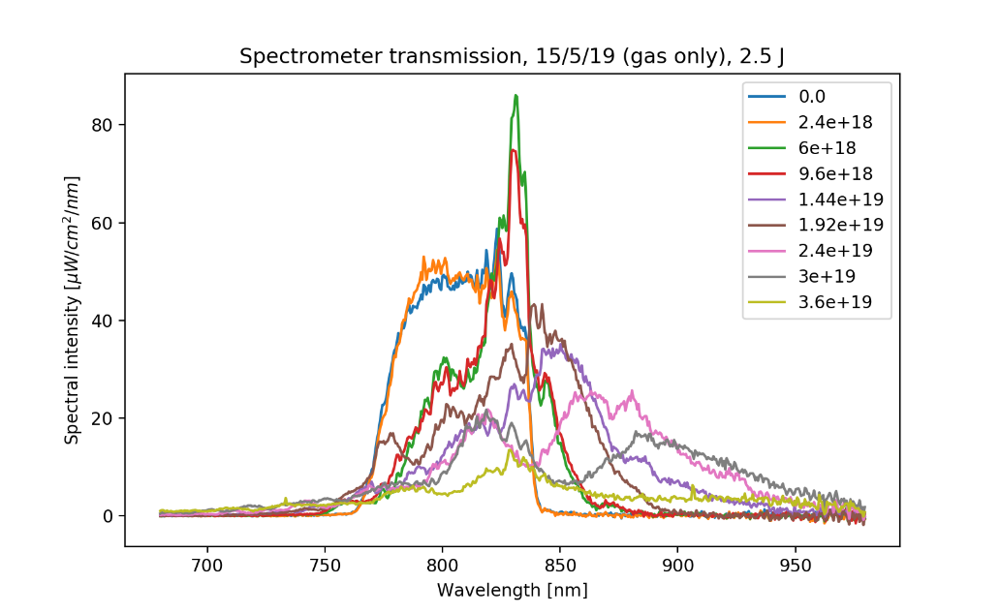 Spectrometer transmission, 15/5/19 (gas only), 2.5 J
Spectral intensity [μW/cm²/nm]
80
60
40
20
0
700
750
800
850
900
950
Wavelength [nm]
0.0
2.4e+18
6e+18
9.6e+18
1.44e+19
1.92e+19
2.4e+19
3e+19
3.6e+19